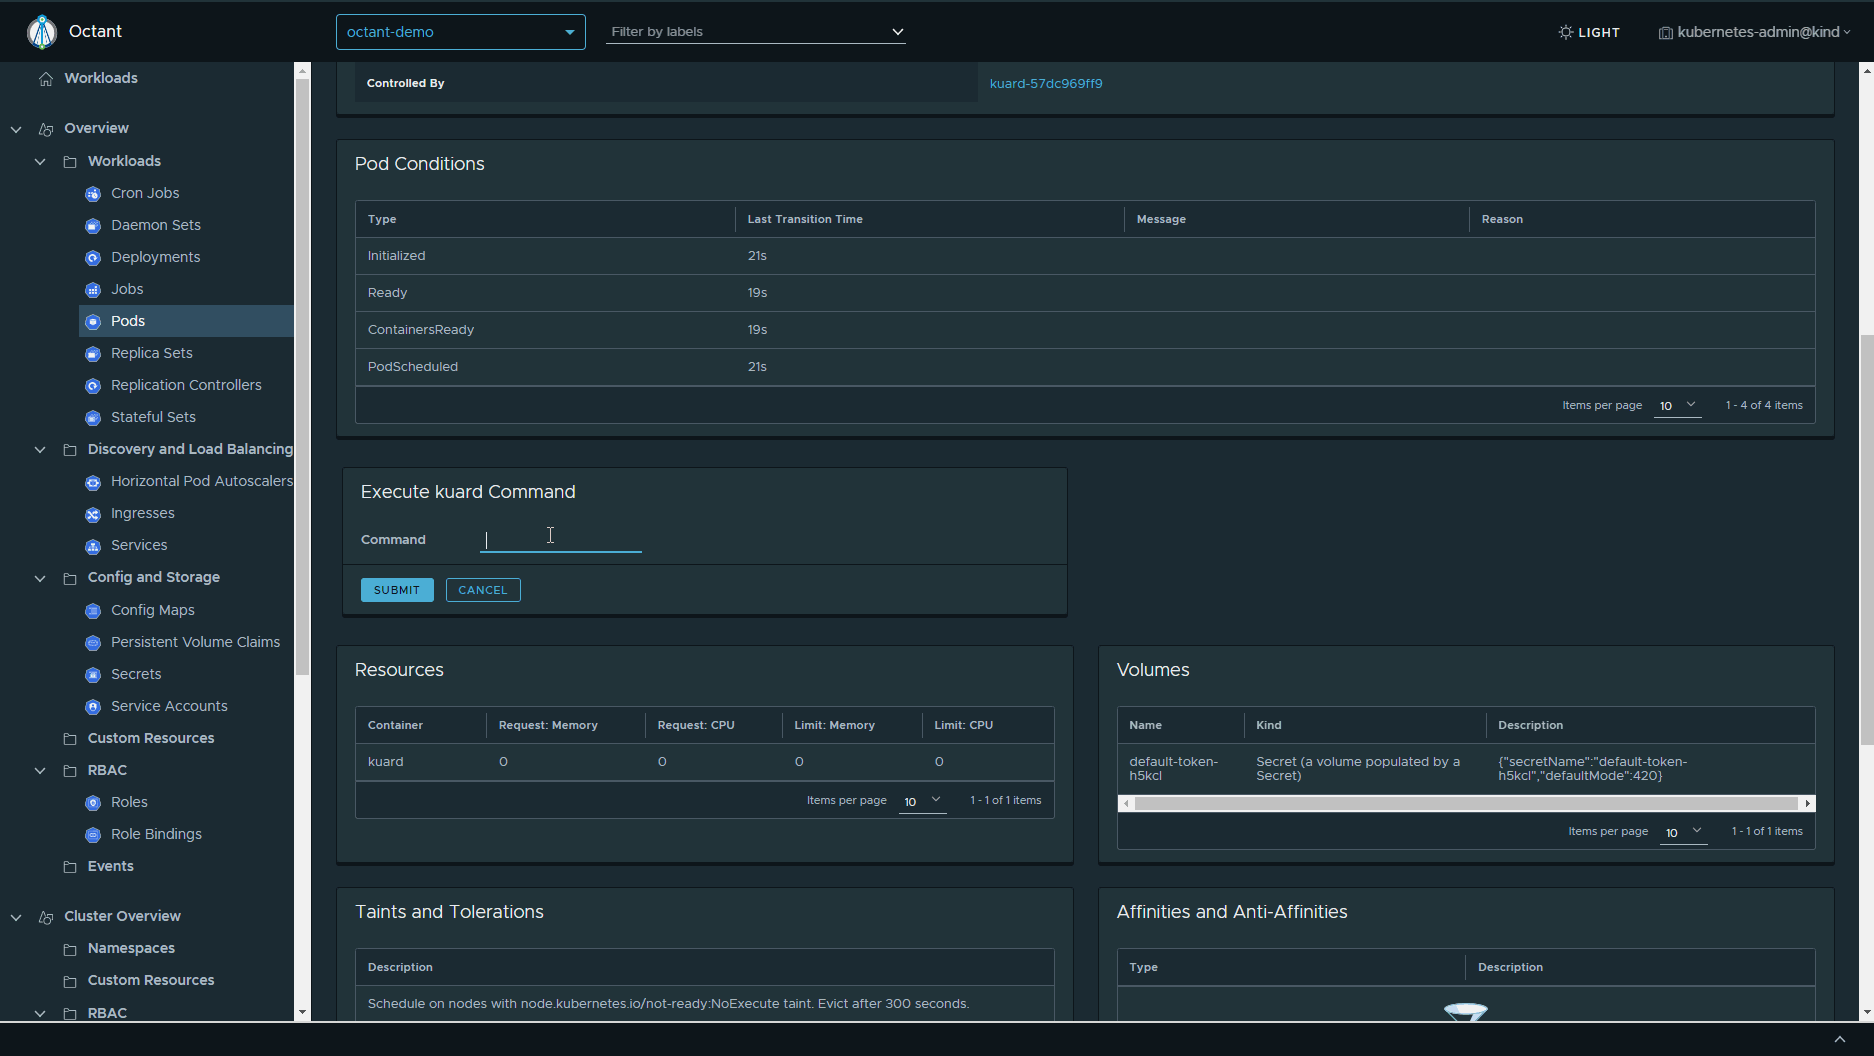 Octant
octant-demo
Filter by labels
LIGHT
kubernetes-admin@kind
Workloads
Overview
Workloads
Cron Jobs
Daemon Sets
Deployments
Jobs
Pods
Replica Sets
Replication Controllers
Stateful Sets
Discovery and Load Balancing
Horizontal Pod Autoscalers
Ingresses
Services
Config and Storage
Config Maps
Persistent Volume Claims
Secrets
Service Accounts
Custom Resources
RBAC
Roles
Role Bindings
Events
Cluster Overview
Namespaces
Custom Resources
RBAC
Controlled By kuard-57dc969ff9
Pod Conditions
Type Last Transition Time Message Reason
Initialized 21s
Ready 19s
ContainersReady 19s
PodScheduled 21s
Items per page 10 1 - 4 of 4 items
Execute kuard Command
Command
SUBMIT CANCEL
Resources
Container Request: Memory Request: CPU Limit: Memory Limit: CPU
kuard 0 0 0 0
Items per page 10 1 - 1 of 1 items
Volumes
Name Kind Description
default-token- Secret (a volume populated by a {"secretName":"default-token-
h5kcl Secret) h5kcl","defaultMode":420}
Items per page 10 1 - 1 of 1 items
Taints and Tolerations
Description
Schedule on nodes with node.kubernetes.io/not-ready:NoExecute taint. Evict after 300 seconds.
Affinities and Anti-Affinities
Type Description